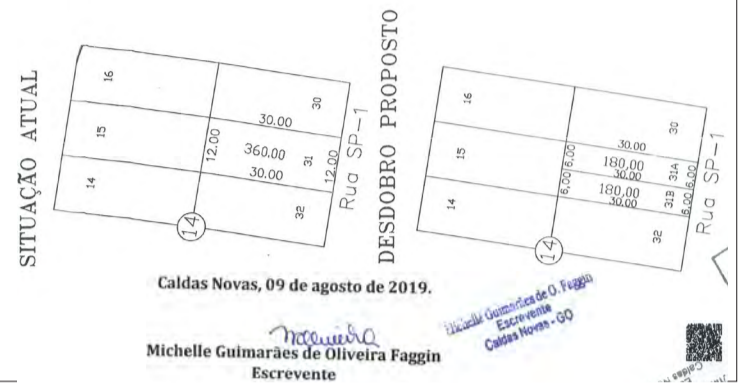 SITUAÇÃO ATUAL
16
15
14
30
31
32
30.00
360,00
30.00
12.00
12.00
Rua SP-1
14
DESDOBRO PROPOSTO
16
15
14
30
31A
31B
32
30.00
180,00
30.00
180,00
30.00
6,00 6,00
6,00 6,00
Rua SP-1
14
Caldas Novas, 09 de agosto de 2019.
Michelle Guimarães de O. Faggin
Escrevente
Caldas Novas - GO
Michelle Guimarães de Oliveira Faggin
Escrevente
Caldas N